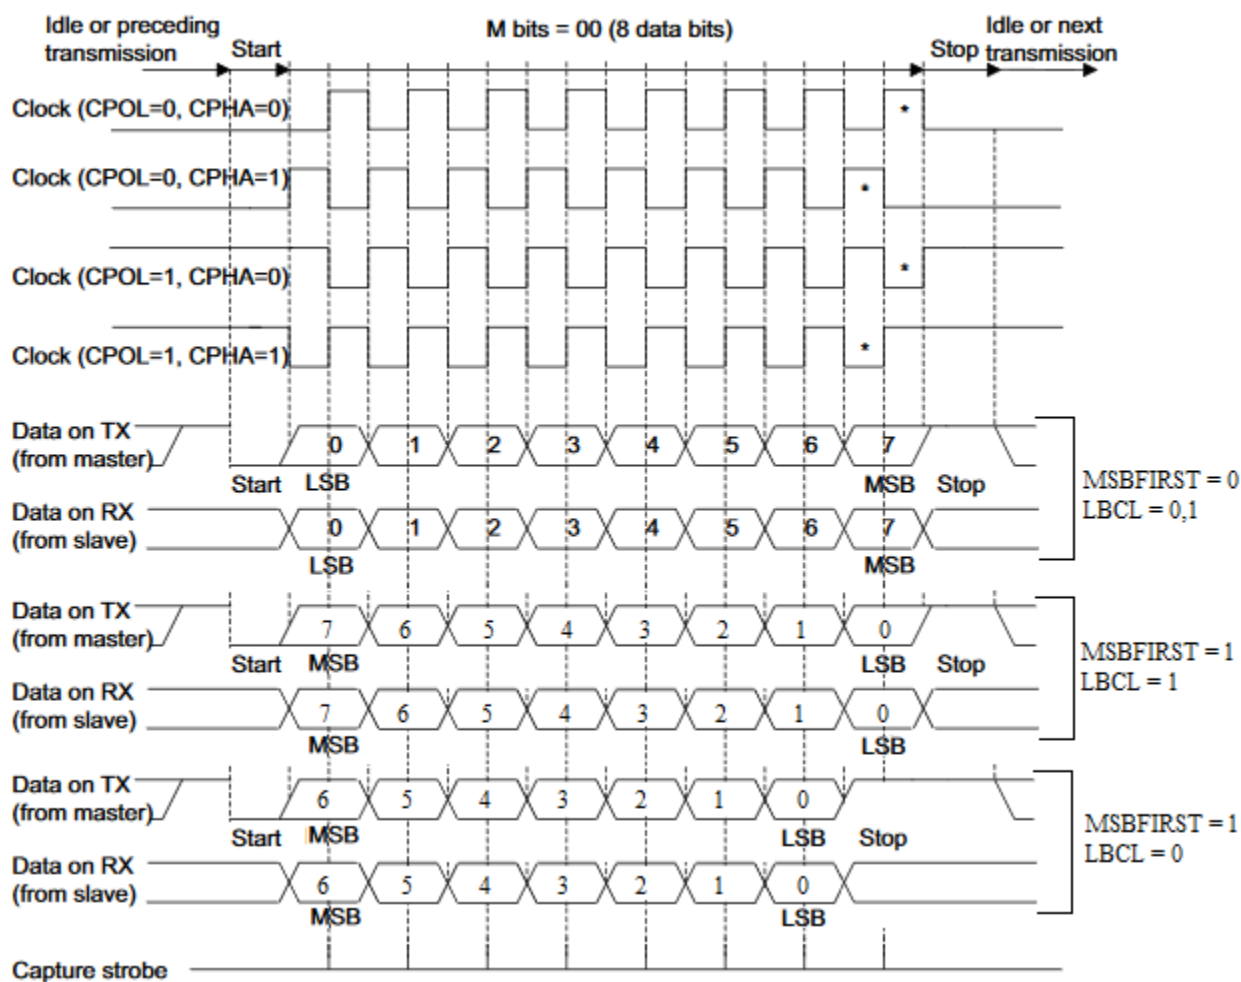 Idle or preceding
transmission
Start
M bits = 00 (8 data bits)
Stop
Idle or next
transmission
Clock (CPOL=0, CPHA=0)
*
Clock (CPOL=0, CPHA=1)
*
Clock (CPOL=1, CPHA=0)
*
Clock (CPOL=1, CPHA=1)
*
Data on TX
(from master)
0 1 2 3 4 5 6 7
Start LSB MSB Stop
Data on RX
(from slave)
0 1 2 3 4 5 6 7
LSB MSB
MSBFIRST = 0
LBCL = 0,1
Data on TX
(from master)
7 6 5 4 3 2 1 0
Start MSB LSB Stop
Data on RX
(from slave)
7 6 5 4 3 2 1 0
MSB LSB
MSBFIRST = 1
LBCL = 1
Data on TX
(from master)
6 5 4 3 2 1 0
Start MSB LSB Stop
Data on RX
(from slave)
6 5 4 3 2 1 0
MSB LSB
MSBFIRST = 1
LBCL = 0
Capture strobe